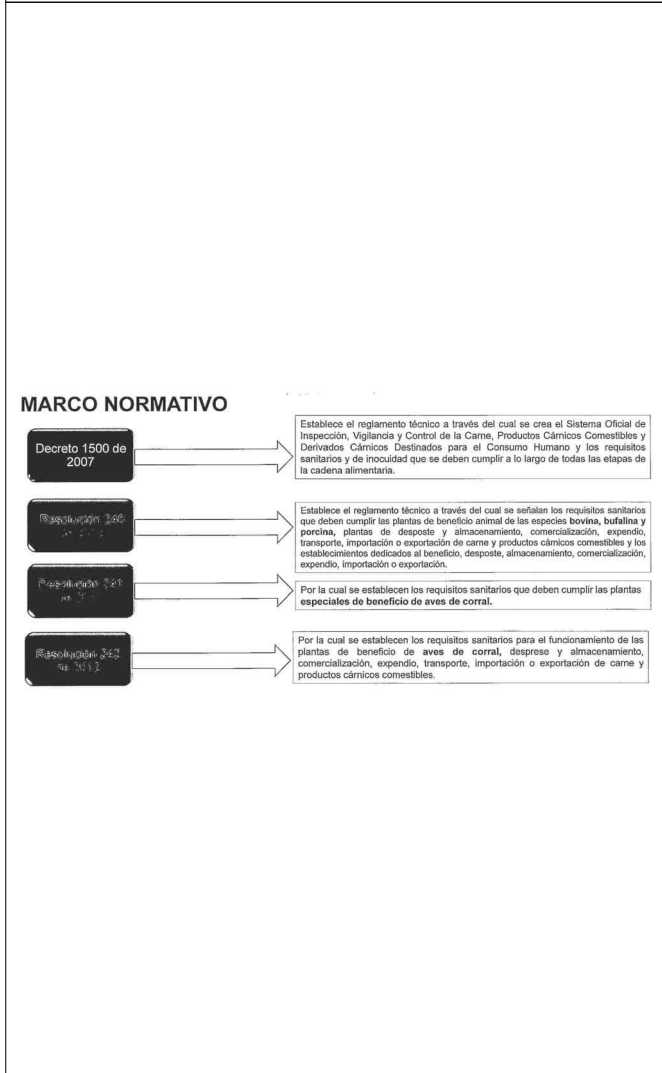 MARCO NORMATIVO
Decreto 1500 de
2007
Establece el reglamento técnico a través del cual se crea el Sistema Oficial de
Inspección, Vigilancia y Control de la Carne, Productos Cárnicos Comestibles y
Derivados Cárnicos Destinados para el Consumo Humano y los requisitos
sanitarios y de inocuidad que se deben cumplir a lo largo de todas las etapas de
la cadena alimentaria.
Resolución
Establece el reglamento técnico a través del cual se señalan los requisitos sanitarios
que deben cumplir las plantas de beneficio animal de las especies bovina, bufalina y
porcina, plantas de desposte y almacenamiento, comercialización, expendio,
transporte, importación o exportación de carne y productos cárnicos comestibles y los
establecimientos dedicados al beneficio, desposte, almacenamiento, comercialización,
expendio, importación o exportación.
Resolución
Por la cual se establecen los requisitos sanitarios que deben cumplir las plantas
especiales de beneficio de aves de corral.
Resolución 242
Por la cual se establecen los requisitos sanitarios para el funcionamiento de las
plantas de beneficio de aves de corral, desprese y almacenamiento,
comercialización, expendio, transporte, importación o exportación de carne y
productos cárnicos comestibles.